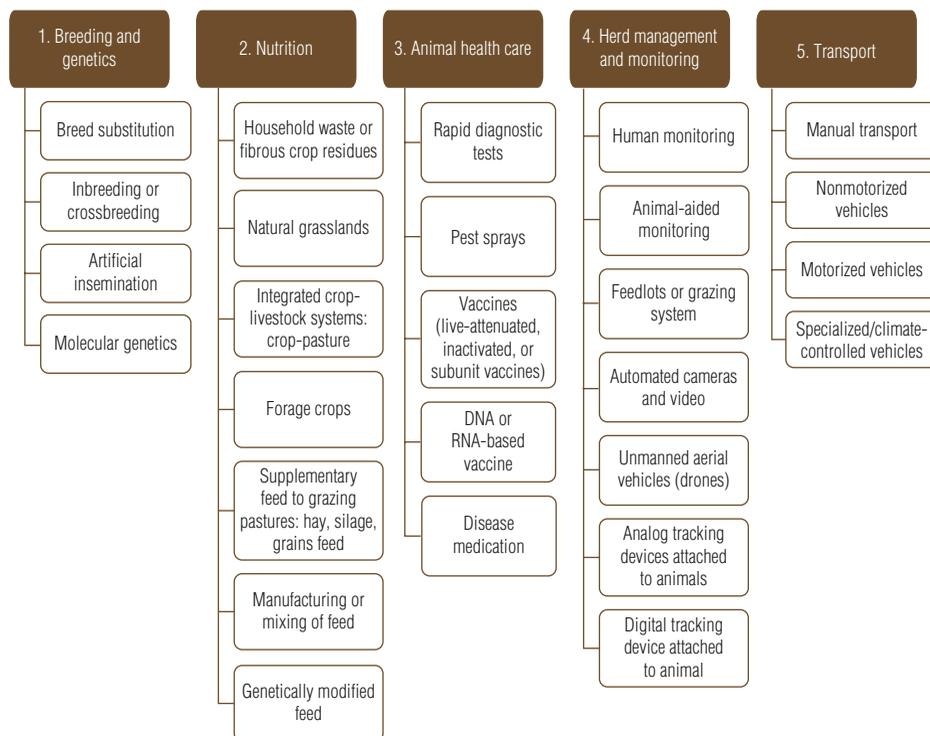 1. Breeding and
genetics
Breed substitution
Inbreeding or
crossbreeding
Artificial
insemination
Molecular genetics
2. Nutrition
Household waste or
fibrous crop residues
Natural grasslands
Integrated crop-
livestock systems:
crop-pasture
Forage crops
Supplementary
feed to grazing
pastures: hay, silage,
grains feed
Manufacturing or
mixing of feed
Genetically modified
feed
3. Animal health care
Rapid diagnostic
tests
Pest sprays
Vaccines
(live-attenuated,
inactivated, or
subunit vaccines)
DNA or
RNA-based
vaccine
Disease
medication
4. Herd management
and monitoring
Human monitoring
Animal-aided
monitoring
Feedlots or grazing
system
Automated cameras
and video
Unmanned aerial
vehicles (drones)
Analog tracking
devices attached
to animals
Digital tracking
device attached
to animal
5. Transport
Manual transport
Nonmotorized
vehicles
Motorized vehicles
Specialized/climate-
controlled vehicles